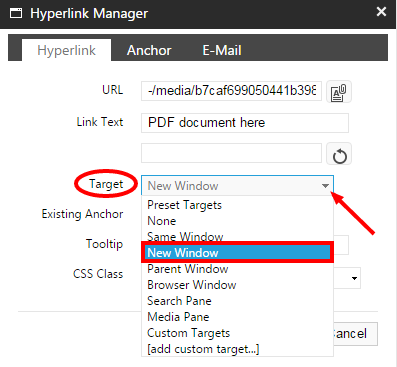 Hyperlink Manager
Hyperlink Anchor E-Mail
URL -/media/b7caf699050441b398
Link Text PDF document here
Target New Window
Preset Targets
None
Existing Anchor
Same Window
New Window
Tooltip
Parent Window
CSS Class
Browser Window
Search Pane
Media Pane
Custom Targets
[add custom target...]